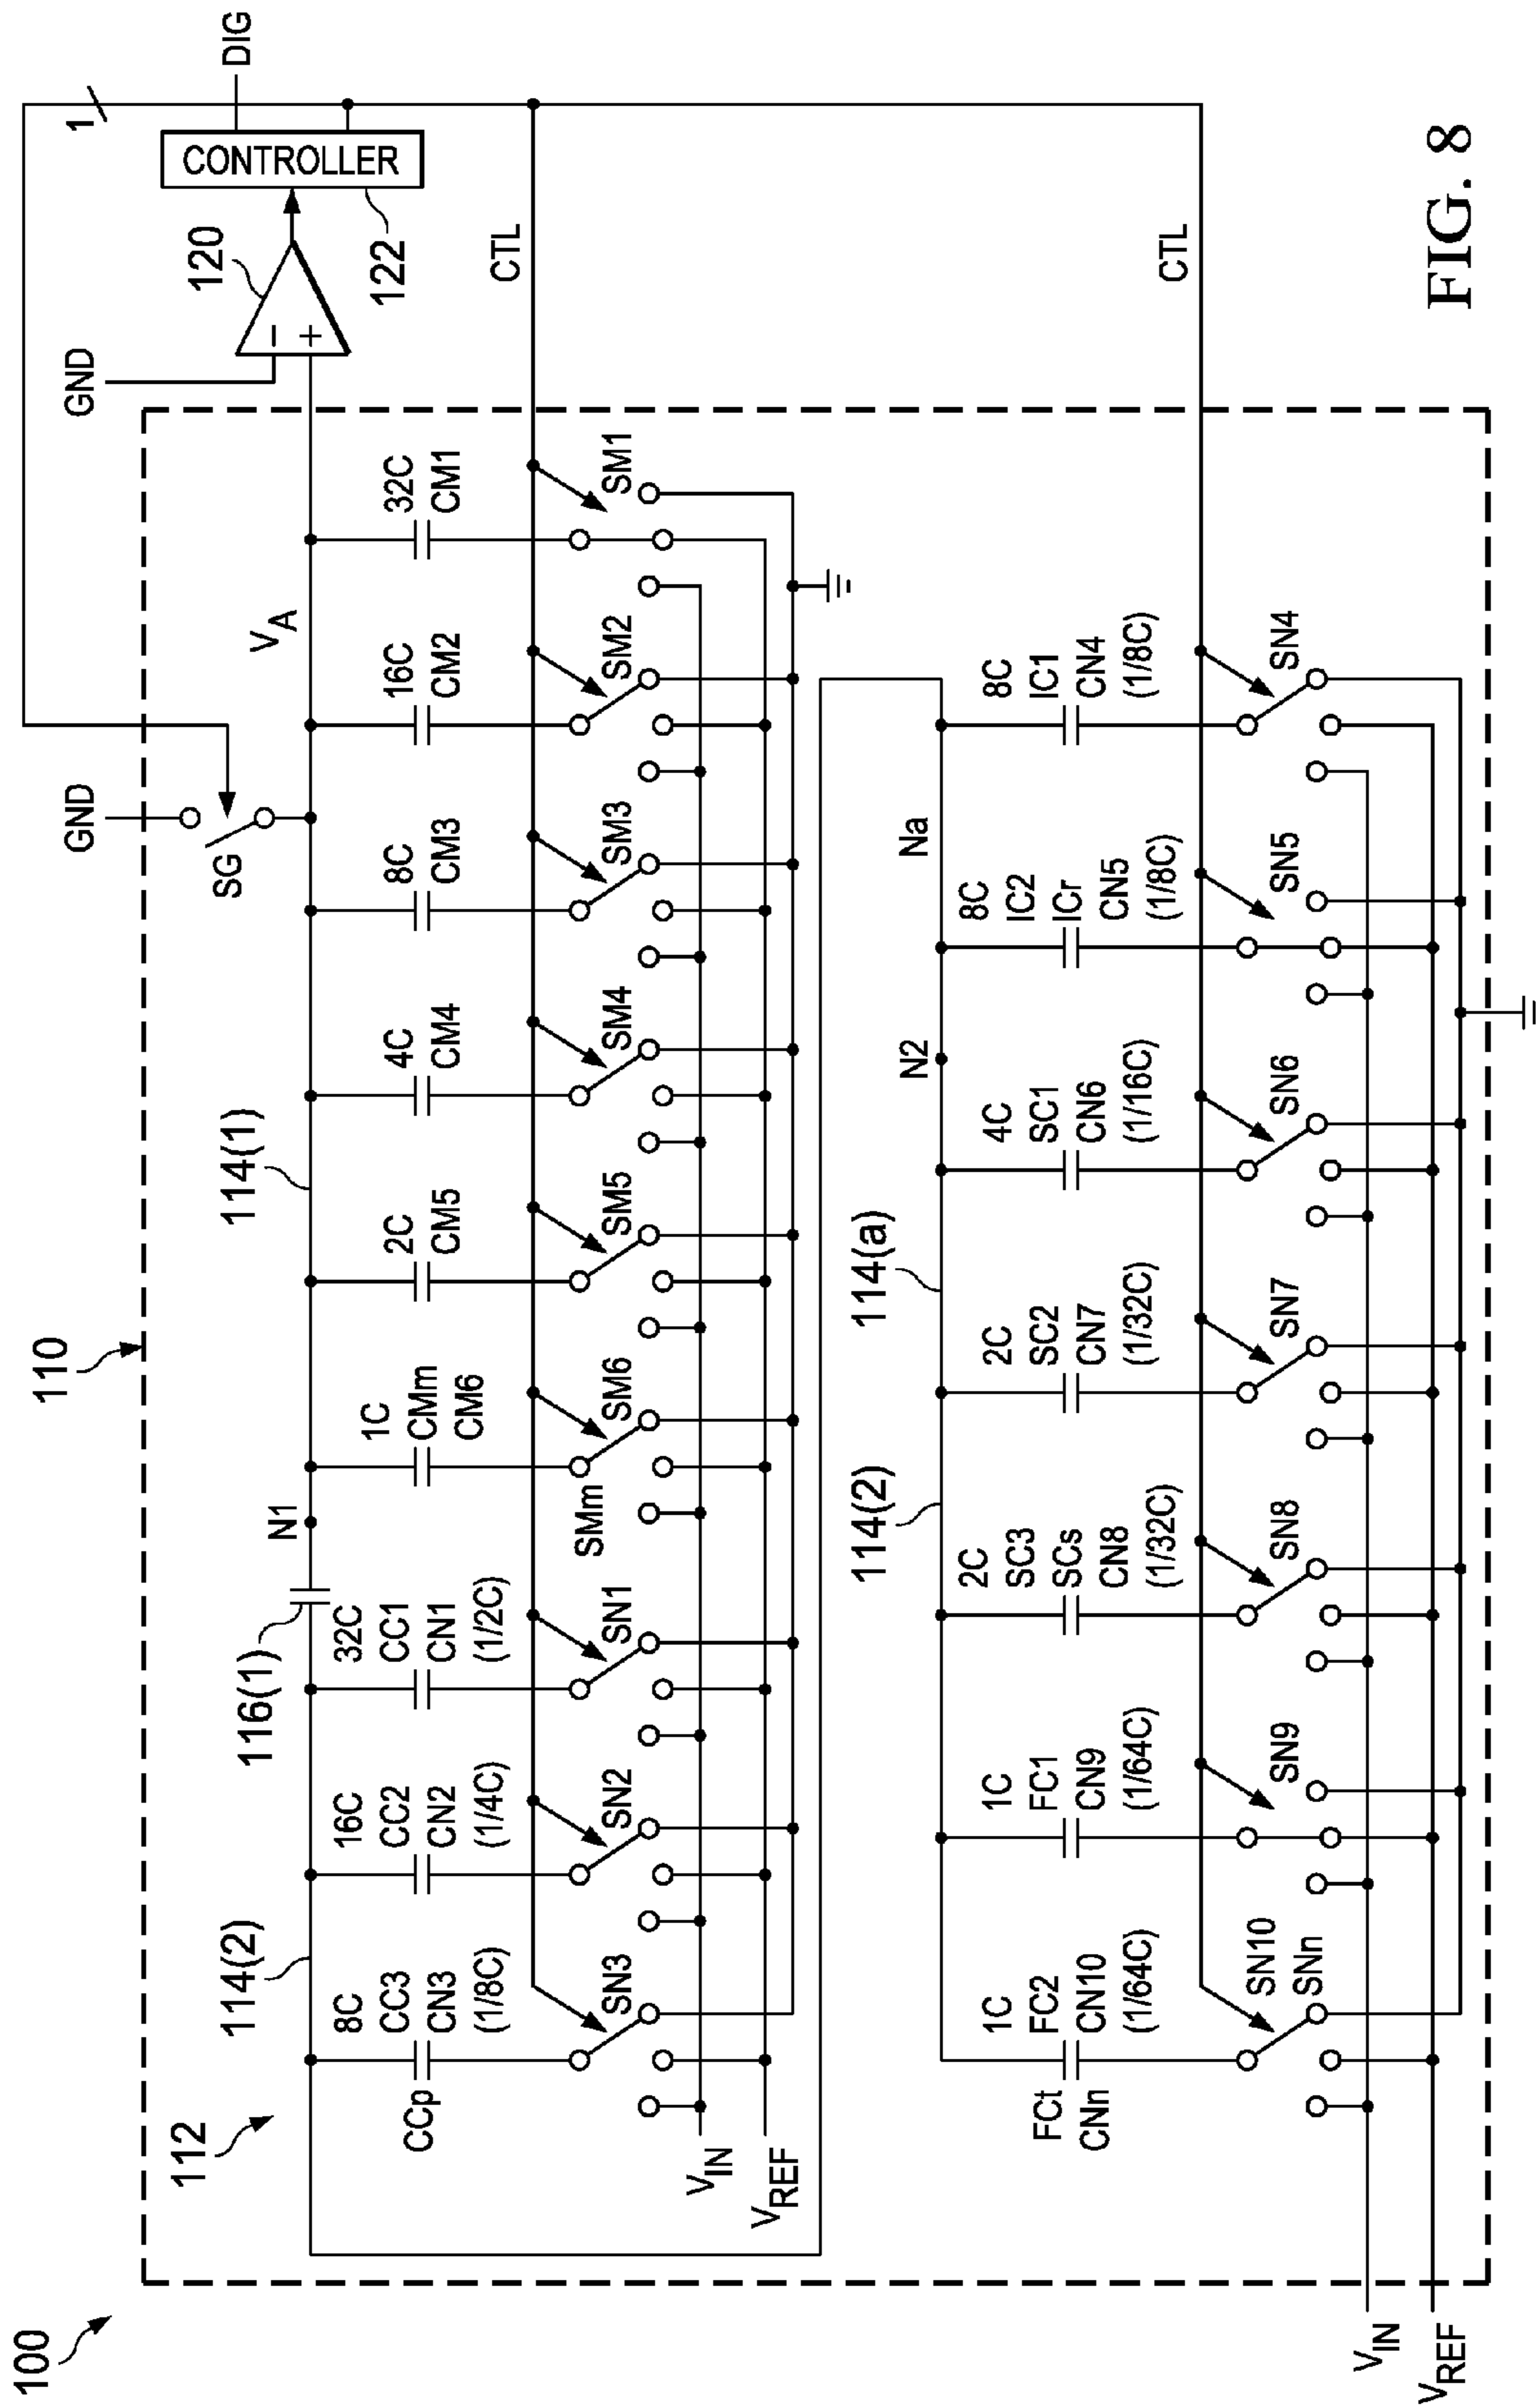 100
110
112
GND
GND
1
DIG
CONTROLLER
120
122
−
+
SG
V_A
114(2)
116(1)
N1
114(1)
8C
CC3
CN3
(1/8C)
CCp
16C
CC2
CN2
(1/4C)
32C
CC1
CN1
(1/2C)
1C
CMm
CM6
2C
CM5
4C
CM4
8C
CM3
16C
CM2
32C
CM1
CTL
SN3
SN2
SN1
SMm
SM6
SM5
SM4
SM3
SM2
SM1
V_IN
V_REF
114(2)
114(a)
N2
Na
1C
FC2
CN10
(1/64C)
FCt
CNn
1C
FC1
CN9
(1/64C)
2C
SC3
SCs
CN8
(1/32C)
2C
SC2
CN7
(1/32C)
4C
SC1
CN6
(1/16C)
8C
IC2
ICr
CN5
(1/8C)
8C
IC1
CN4
(1/8C)
CTL
SN10
SNn
SN9
SN8
SN7
SN6
SN5
SN4
V_IN
V_REF
FIG. 8